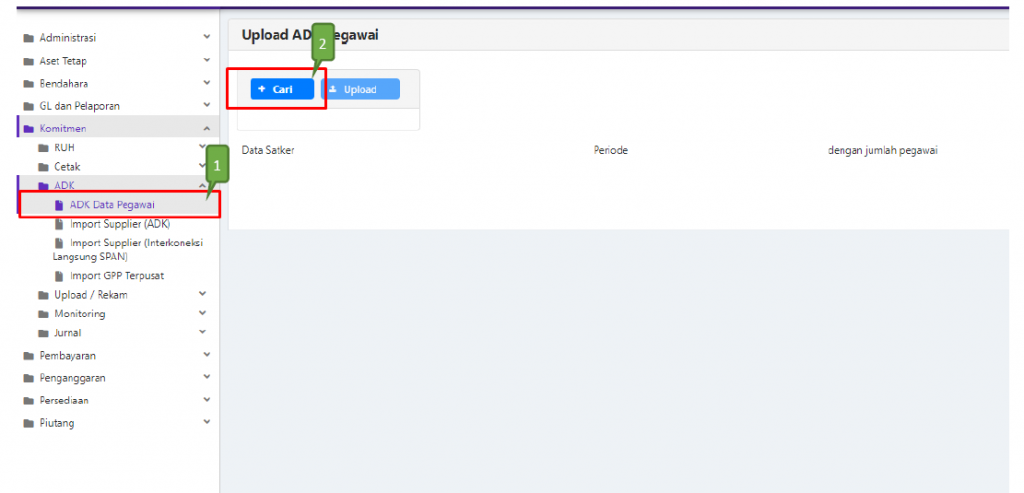 Administrasi
Aset Tetap
Bendahara
GL dan Pelaporan
Komitmen
RUH
Cetak
1
ADK
ADK Data Pegawai
Import Supplier (ADK)
Import Supplier (Interkoneksi
Langsung SPAN)
Import GPP Terpusat
Upload / Rekam
Monitoring
Jurnal
Pembayaran
Penganggaran
Persediaan
Piutang
Upload AD egawai
2
+ Cari
Upload
Data Satker Periode dengan jumlah pegawai